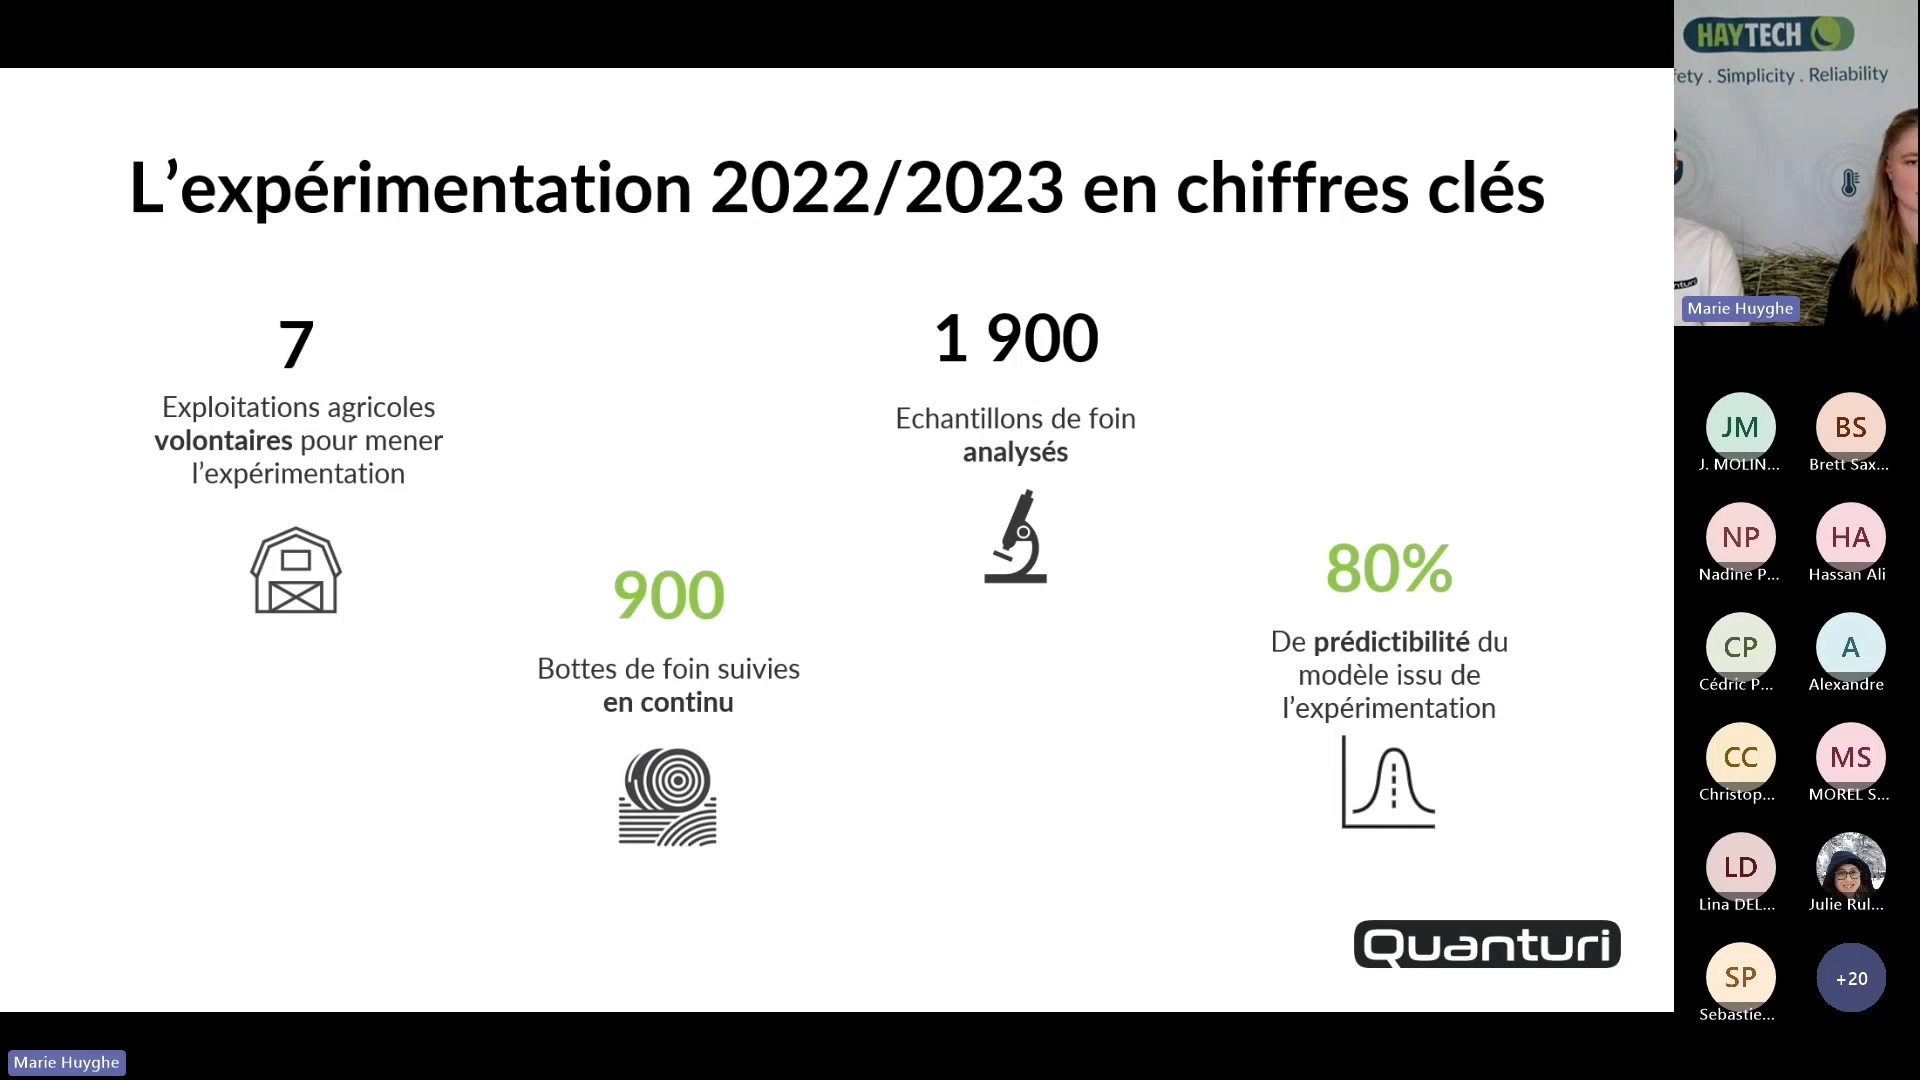 L’expérimentation 2022/2023 en chiffres clés
7
Exploitations agricoles
volontaires pour mener
l’expérimentation
900
Bottes de foin suivies
en continu
1 900
Echantillons de foin
analysés
80%
De prédictibilité du
modèle issu de
l’expérimentation
Quanturi
HAYTECH
ety . Simplicity . Reliability
nturi
Marie Huyghe
JM
J. MOLIN...
BS
Brett Sax...
NP
Nadine P...
HA
Hassan Ali
CP
Cédric P...
A
Alexandre
CC
Christop...
MS
MOREL S...
LD
Lina DEL...
Julie Rul...
SP
Sebastie...
+20
Marie Huyghe